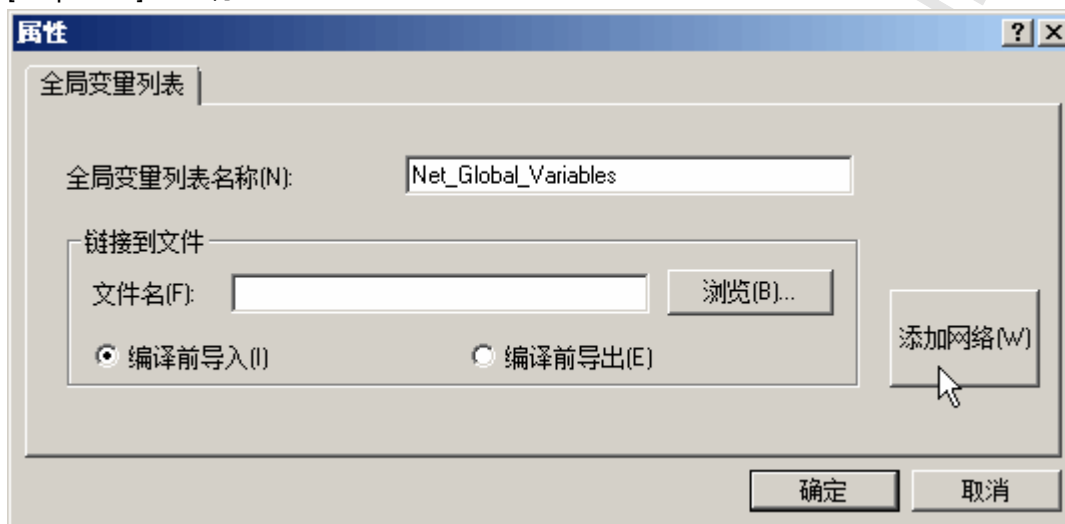 属性
全局变量列表
全局变量列表名称(N): Net_Global_Variables
链接到文件
文件名(F): 浏览(B)...
添加网络(W)
编译前导入(I) 编译前导出(E)
确定 取消